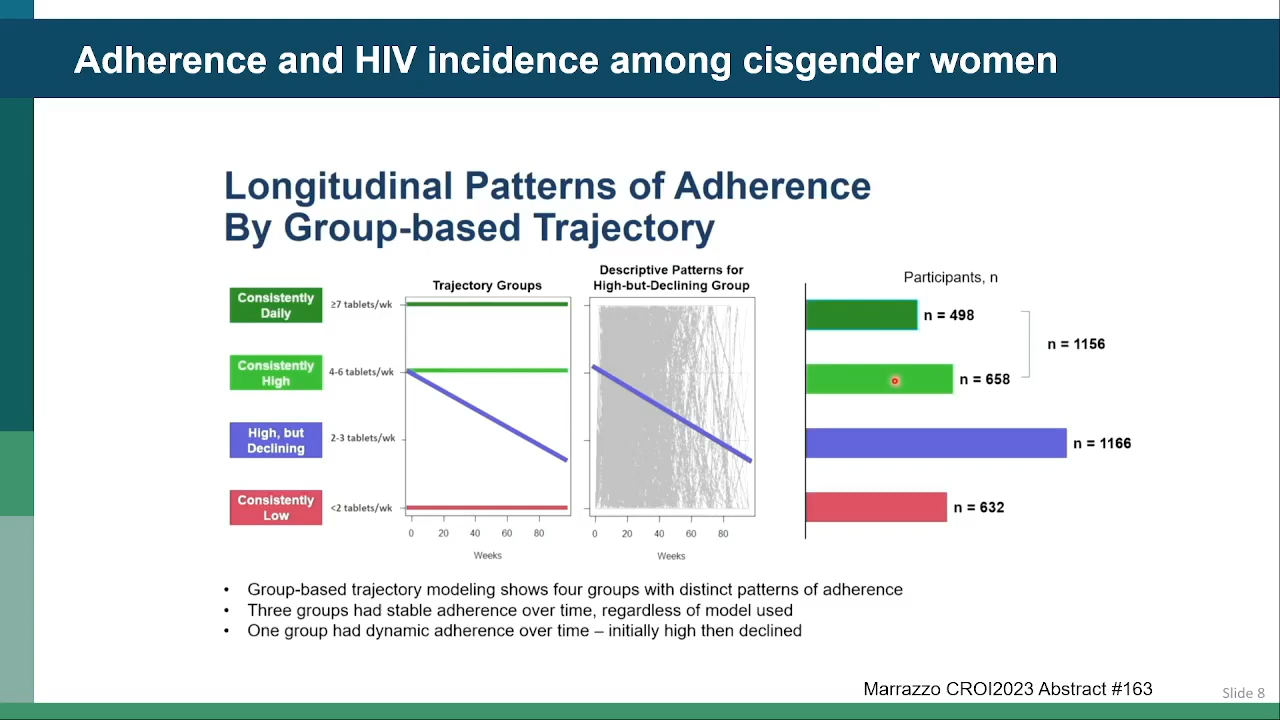 Adherence and HIV incidence among cisgender women
Longitudinal Patterns of Adherence
By Group-based Trajectory
Consistently
Daily
≥7 tablets/wk
Consistently
High
4-6 tablets/wk
High, but
Declining
2-3 tablets/wk
Consistently
Low
<2 tablets/wk
Trajectory Groups
0 20 40 60 80
Weeks
Descriptive Patterns for
High-but-Declining Group
0 20 40 60 80
Weeks
Participants, n
n = 498
n = 1156
n = 658
n = 1166
n = 632
• Group-based trajectory modeling shows four groups with distinct patterns of adherence
• Three groups had stable adherence over time, regardless of model used
• One group had dynamic adherence over time – initially high then declined
Marrazzo CROI2023 Abstract #163
Slide 8